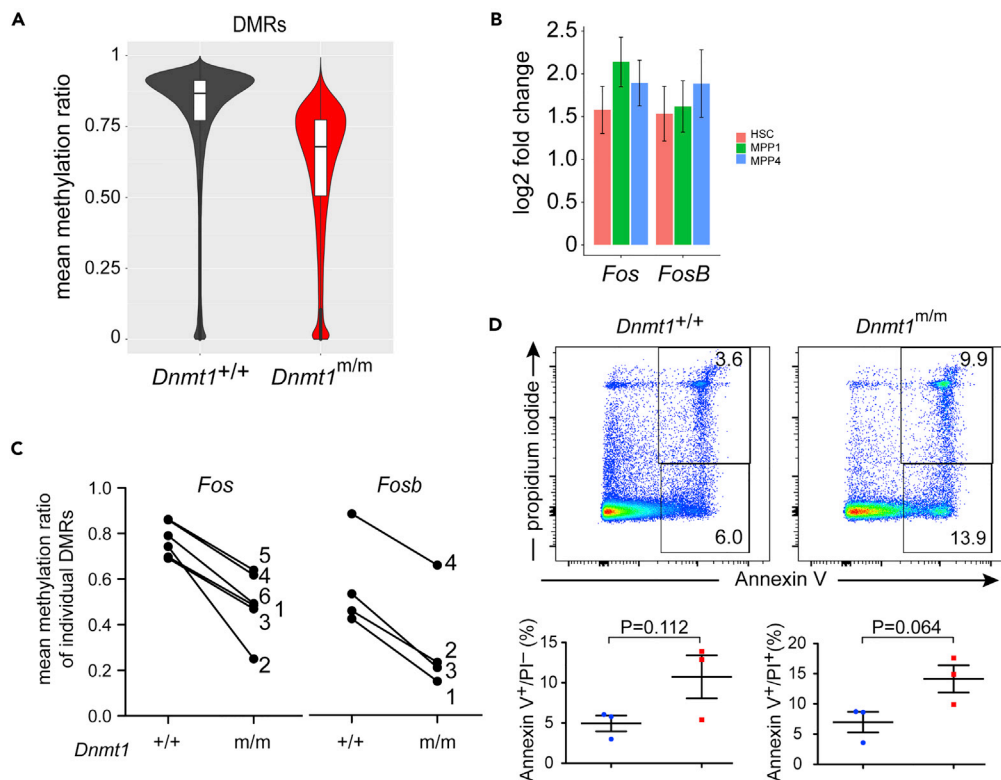 A
DMRs
mean methylation ratio
1
0.75
0.50
0.25
0
Dnmt1+/+
Dnmt1m/m
B
log2 fold change
2.5
2.0
1.5
1.0
0.5
0
Fos
FosB
HSC
MPP1
MPP4
C
mean methylation ratio
of individual DMRs
1.0
0.8
0.6
0.4
0.2
0.0
Fos
5
4
6
1
3
2
Fosb
4
2
3
1
Dnmt1
+/+
m/m
+/+
m/m
D
Dnmt1+/+
Dnmt1m/m
propidium iodide
3.6
6.0
9.9
13.9
Annexin V
Annexin V+/PI− (%)
15
10
5
0
P=0.112
Annexin V+/PI+(%)
20
15
10
5
0
P=0.064